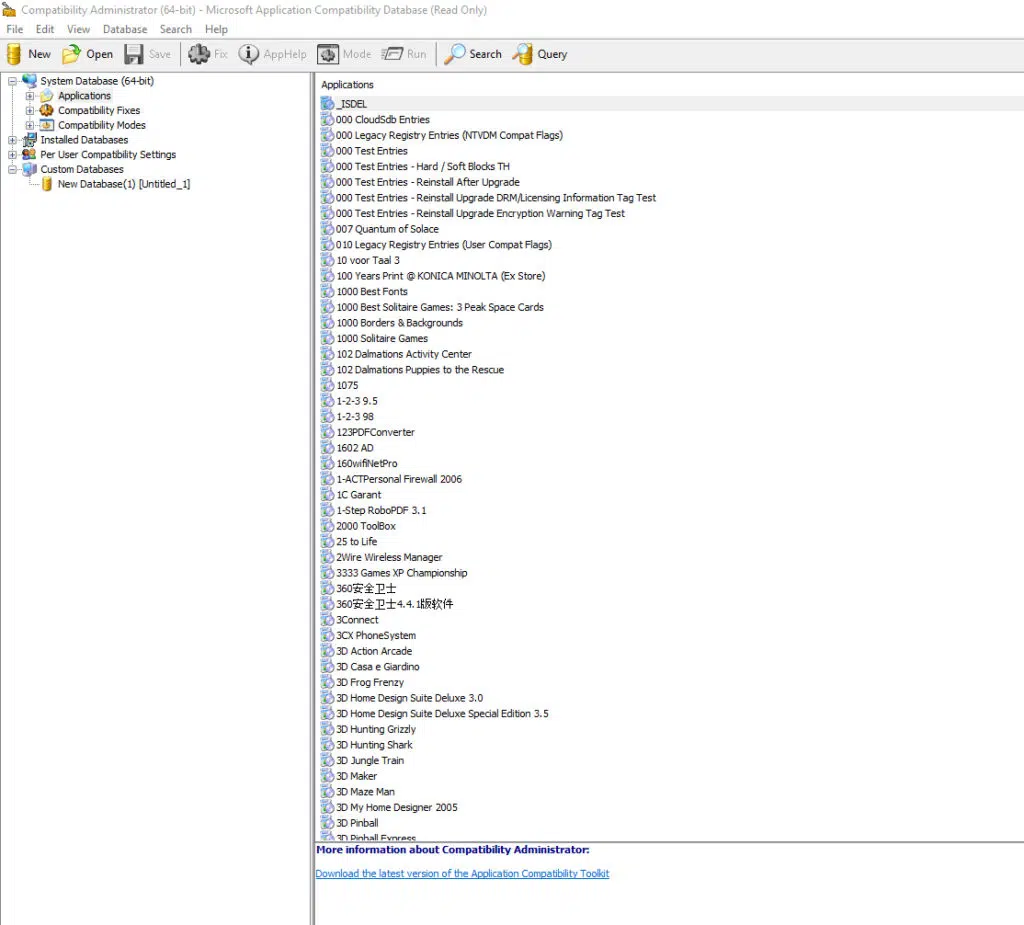 Compatibility Administrator (64-bit) - Microsoft Application Compatibility Database (Read Only)
File Edit View Database Search Help
New Open Save Fix AppHelp Mode Run Search Query
System Database (64-bit)
Applications
Compatibility Fixes
Compatibility Modes
Installed Databases
Per User Compatibility Settings
Custom Databases
New Database(1) [Untitled_1]
Applications
_ISDEL
000 CloudSdb Entries
000 Legacy Registry Entries (NTVDM Compat Flags)
000 Test Entries
000 Test Entries - Hard / Soft Blocks TH
000 Test Entries - Reinstall After Upgrade
000 Test Entries - Reinstall Upgrade DRM/Licensing Information Tag Test
000 Test Entries - Reinstall Upgrade Encryption Warning Tag Test
007 Quantum of Solace
010 Legacy Registry Entries (User Compat Flags)
10 voor Taal 3
100 Years Print @ KONICA MINOLTA (Ex Store)
1000 Best Fonts
1000 Best Solitaire Games: 3 Peak Space Cards
1000 Borders & Backgrounds
1000 Solitaire Games
102 Dalmations Activity Center
102 Dalmations Puppies to the Rescue
1075
1-2-3 9.5
1-2-3 98
123PDFConverter
1602 AD
160wifiNetPro
1-ACTPersonal Firewall 2006
1C Garant
1-Step RoboPDF 3.1
2000 ToolBox
25 to Life
2Wire Wireless Manager
3333 Games XP Championship
360安全卫士
360安全卫士4.4.1版软件
3Connect
3CX PhoneSystem
3D Action Arcade
3D Casa e Giardino
3D Frog Frenzy
3D Home Design Suite Deluxe 3.0
3D Home Design Suite Deluxe Special Edition 3.5
3D Hunting Grizzly
3D Hunting Shark
3D Jungle Train
3D Maker
3D Maze Man
3D My Home Designer 2005
3D Pinball
3D Pinball Express
More information about Compatibility Administrator:
Download the latest version of the Application Compatibility Toolkit